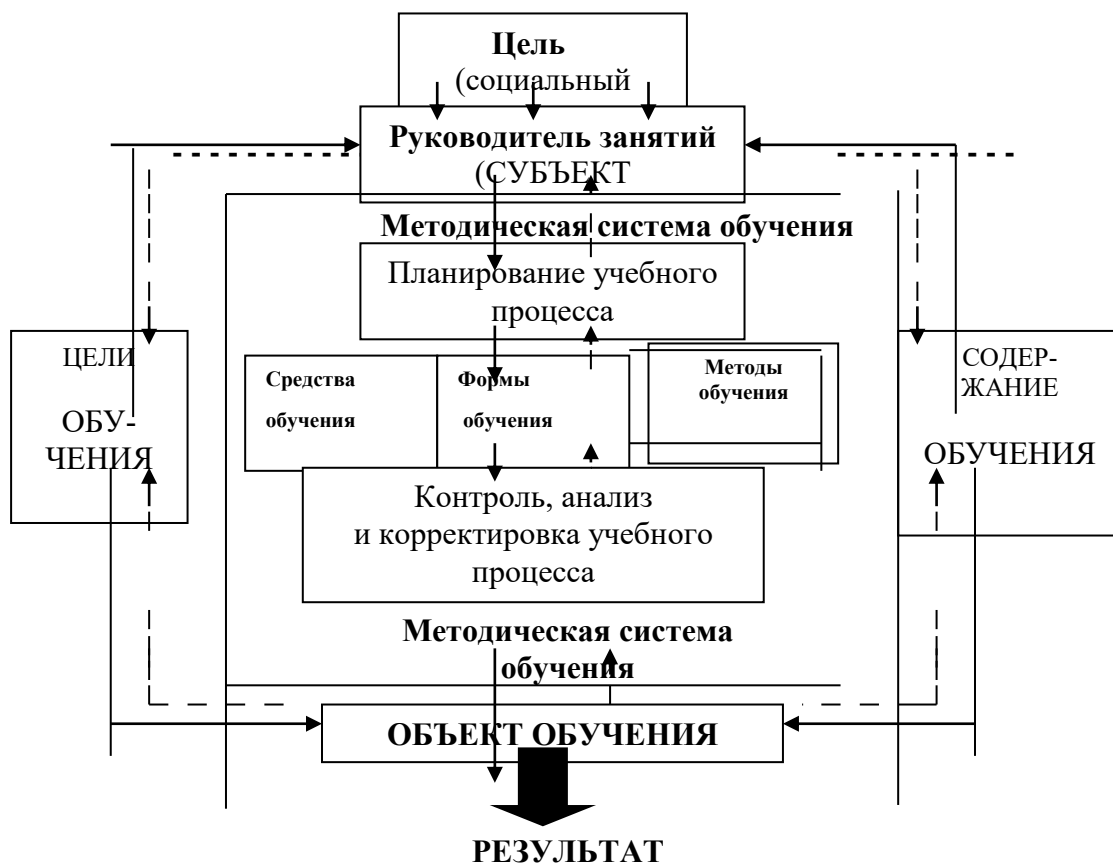 Цель
(социальный
Руководитель занятий
(СУБЪЕКТ
Методическая система обучения
Планирование учебного
процесса
ЦЕЛИ
ОБУ-
ЧЕНИЯ
Средства
обучения
Формы
обучения
Методы
обучения
СОДЕР-
ЖАНИЕ
ОБУЧЕНИЯ
Контроль, анализ
и корректировка учебного
процесса
Методическая система
обучения
ОБЪЕКТ ОБУЧЕНИЯ
РЕЗУЛЬТАТ